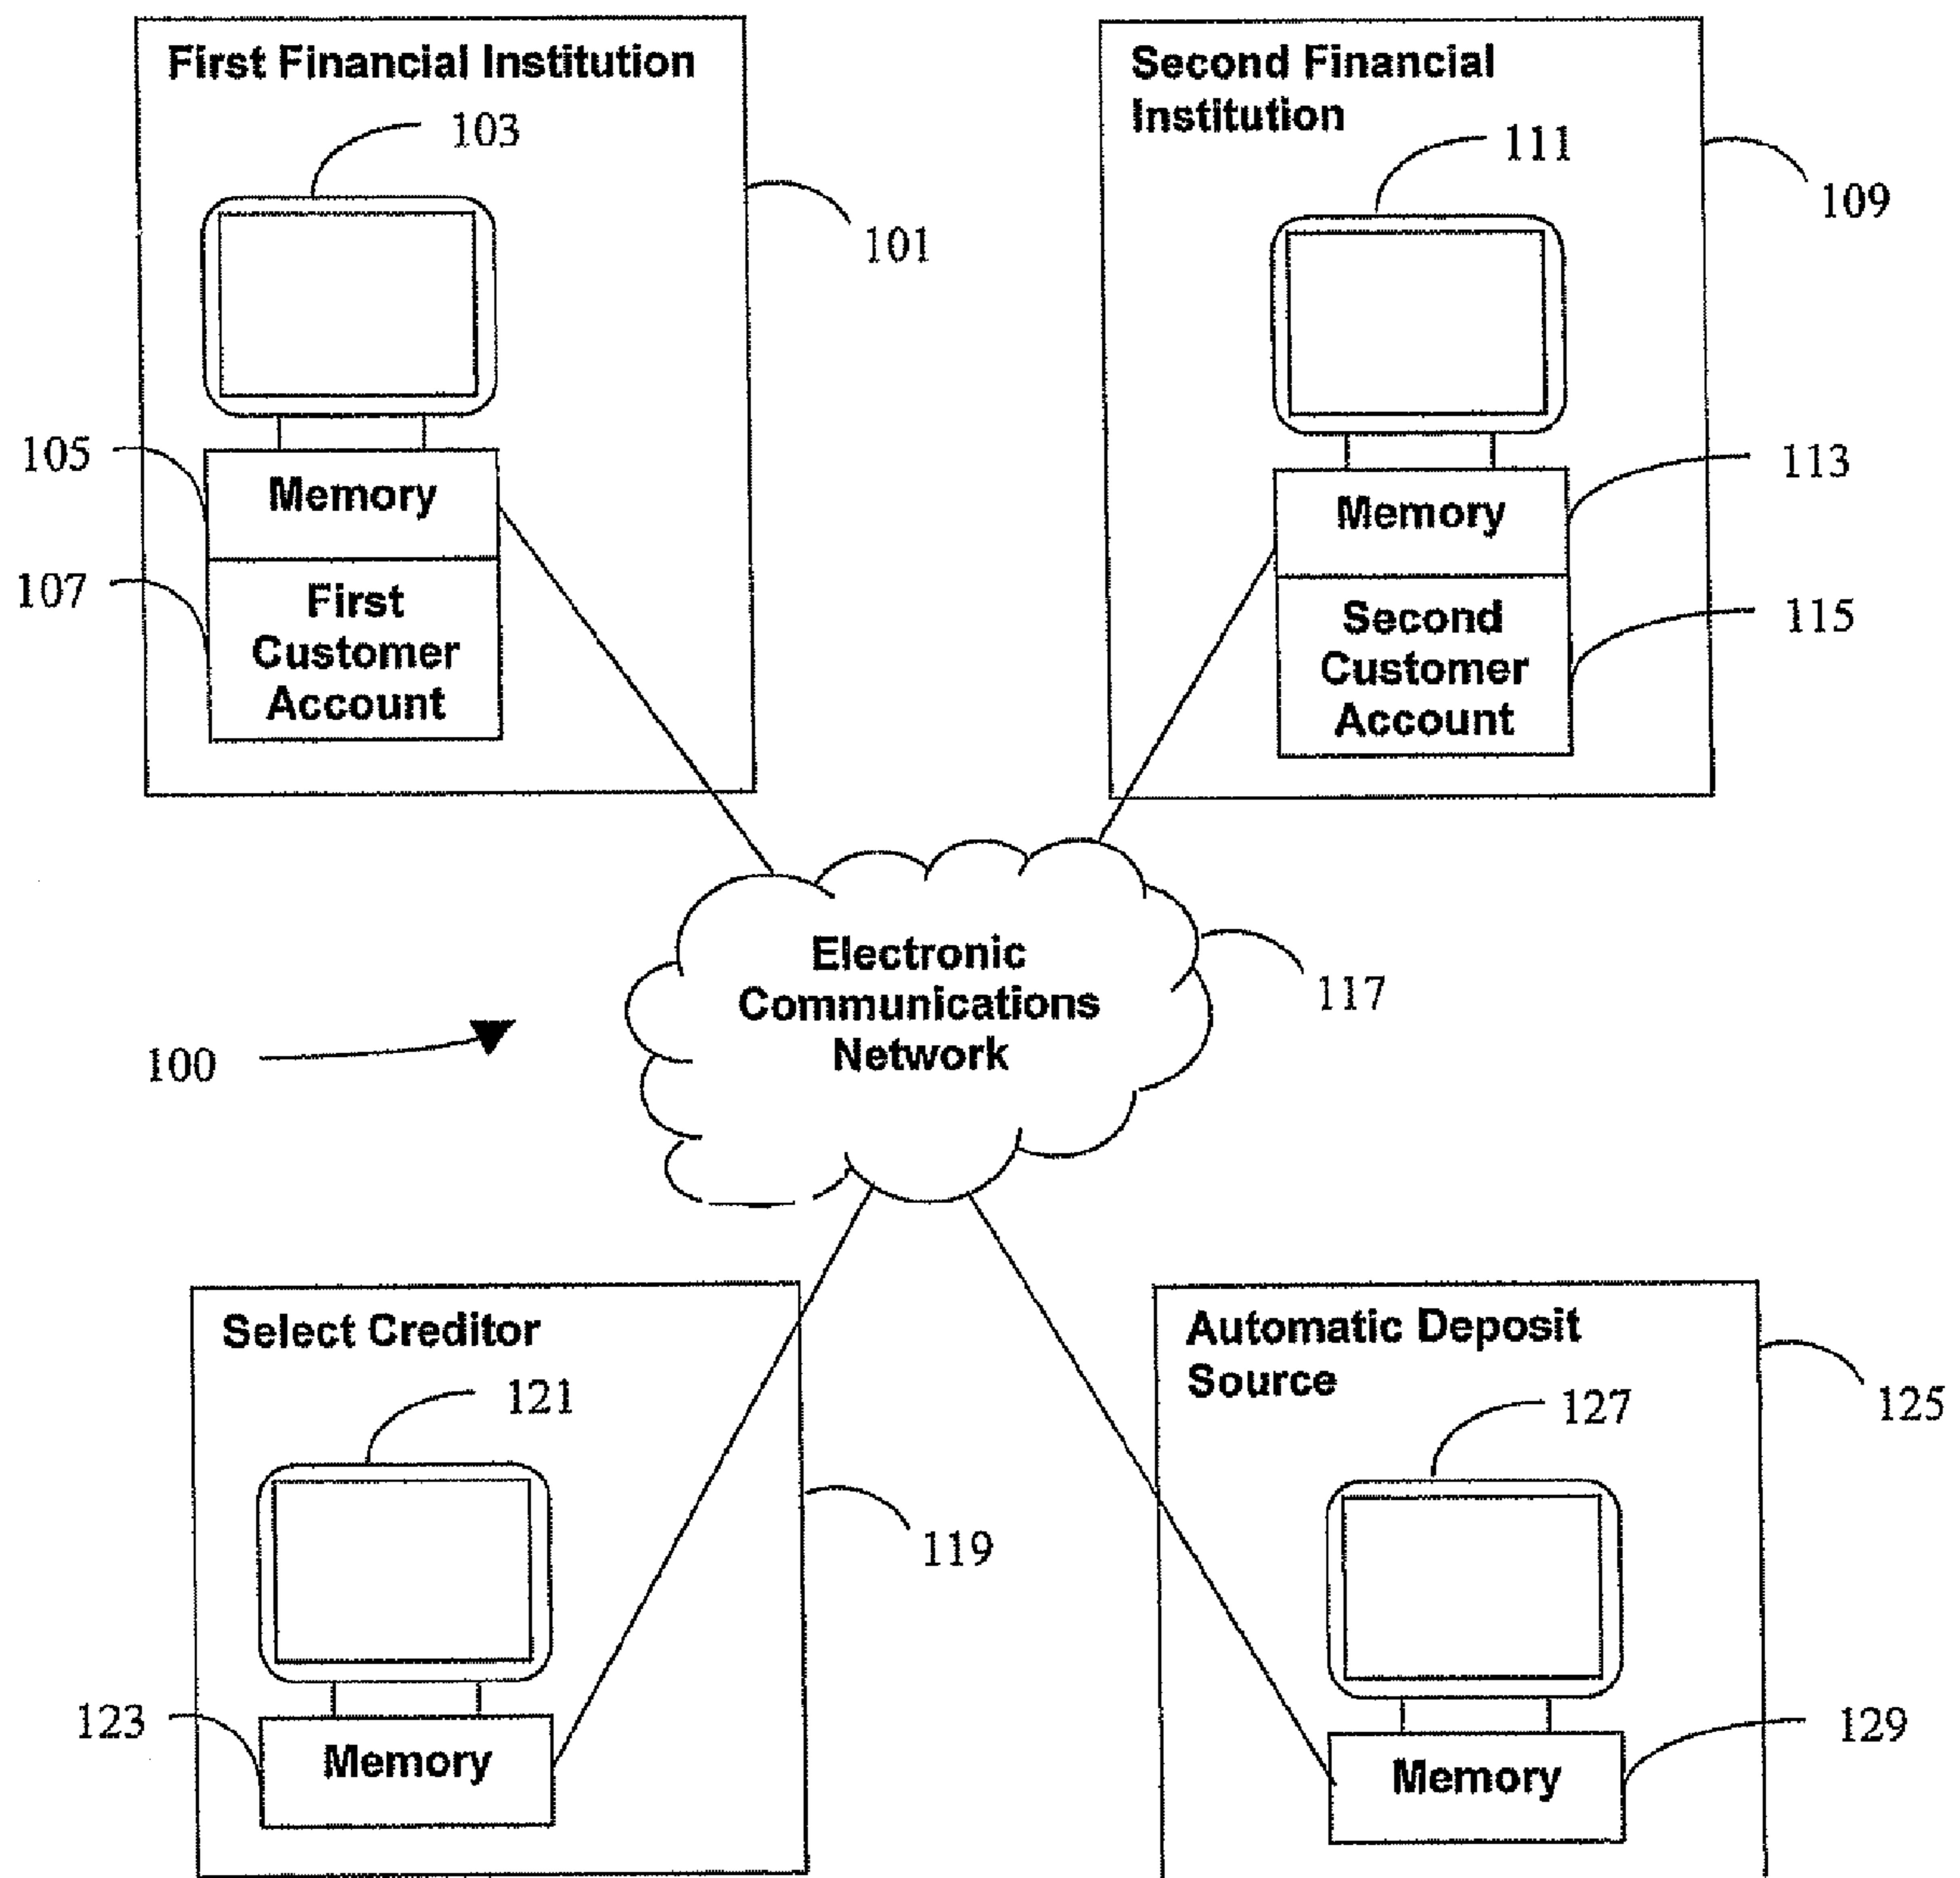 First Financial Institution
103
101
105
Memory
107
First
Customer
Account
Second Financial
Institution
111
109
113
Memory
115
Second
Customer
Account
Electronic
Communications
Network
117
100
Select Creditor
121
119
123
Memory
Automatic Deposit
Source
127
125
129
Memory